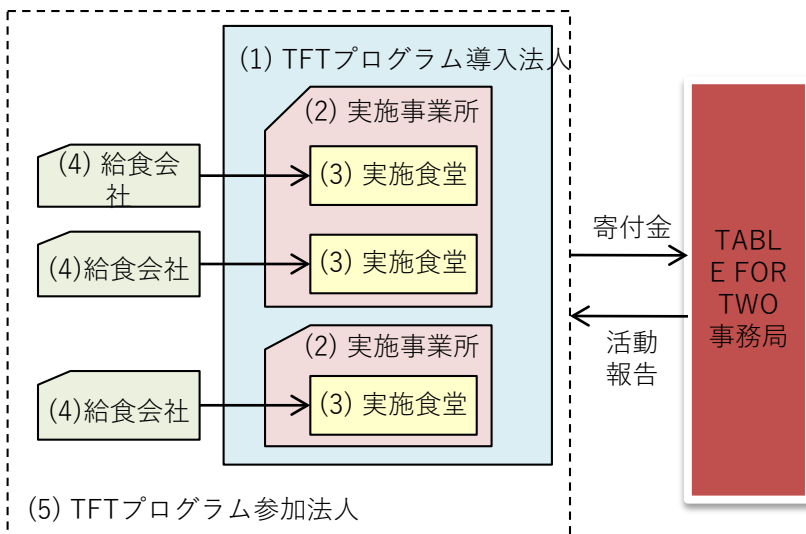 (1) TFTプログラム導入法人
(2) 実施事業所
(4) 給食会
社
(3) 実施食堂
(4)給食会社
(3) 実施食堂
(2) 実施事業所
(4)給食会社
(3) 実施食堂
(5) TFTプログラム参加法人
寄付金
活動
報告
TABL
E FOR
TWO
事務局